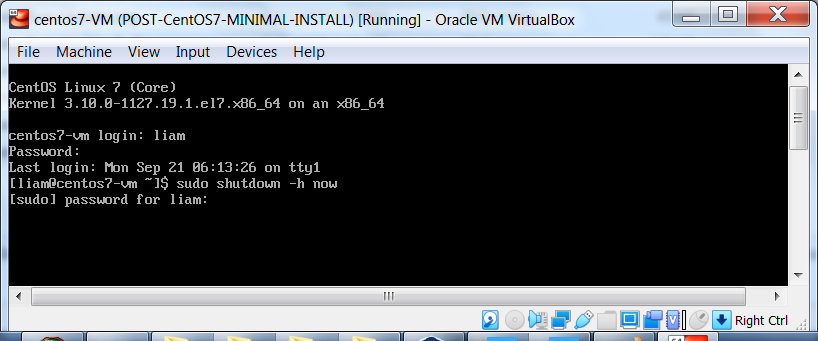 centos7-VM (POST-CentOS7-MINIMAL-INSTALL) [Running] - Oracle VM VirtualBox
File Machine View Input Devices Help
CentOS Linux 7 (Core)
Kernel 3.10.0-1127.19.1.el7.x86_64 on an x86_64
centos7-vm login: liam
Password:
Last login: Mon Sep 21 06:13:26 on tty1
[liam@centos7-vm ~]$ sudo shutdown -h now
[sudo] password for liam:
Right Ctrl